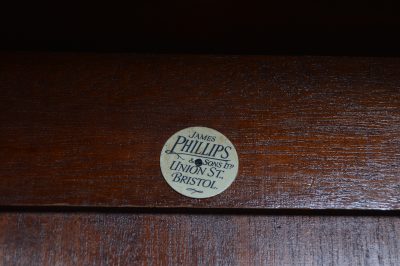 JAMES
PHILLIPS
& SONS LTD
UNION ST.,
BRISTOL